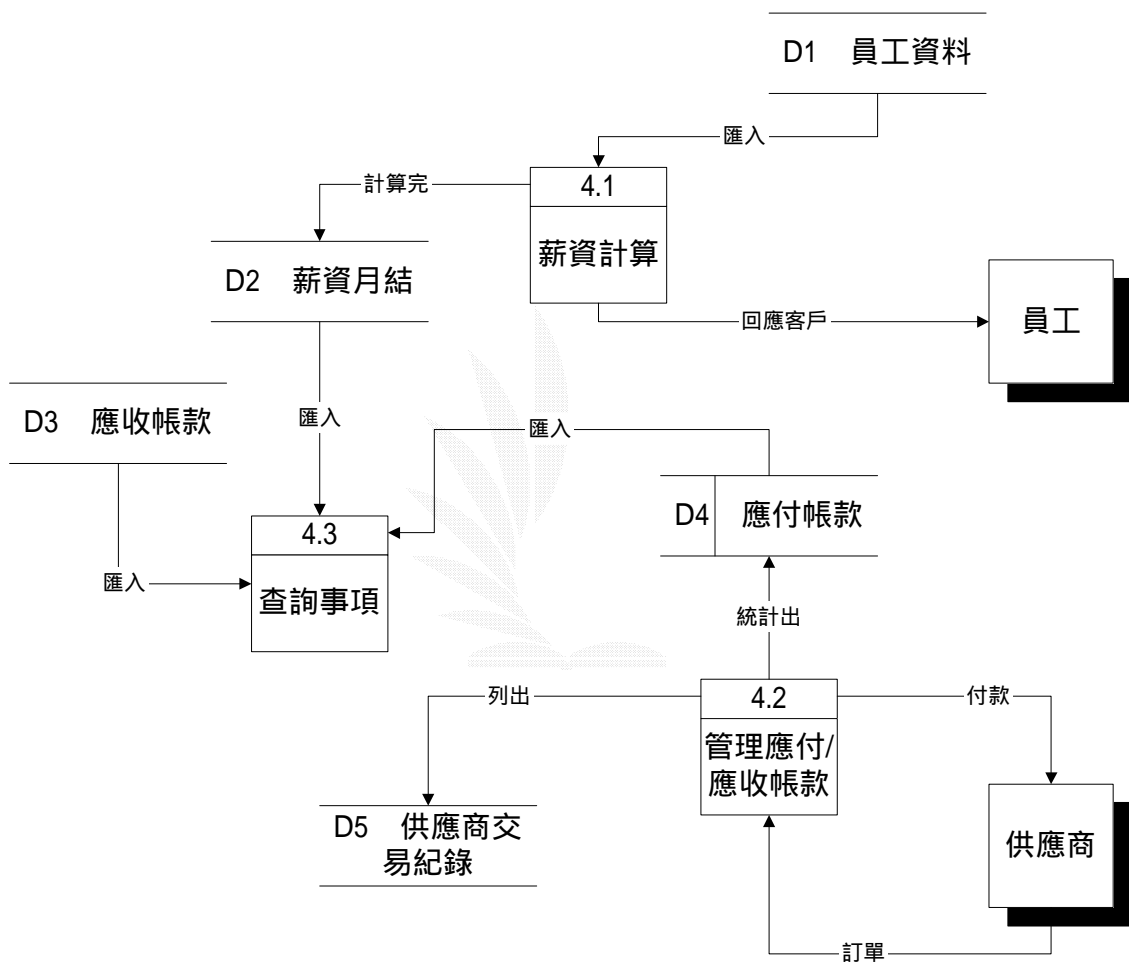 D1 員工資料
匯入
計算完
4.1
薪資計算
D2 薪資月結
回應客戶
員工
D3 應收帳款
匯入
匯入
D4 應付帳款
4.3
查詢事項
匯入
統計出
列出
4.2
付款
管理應付/
應收帳款
D5 供應商交
易紀錄
供應商
訂單